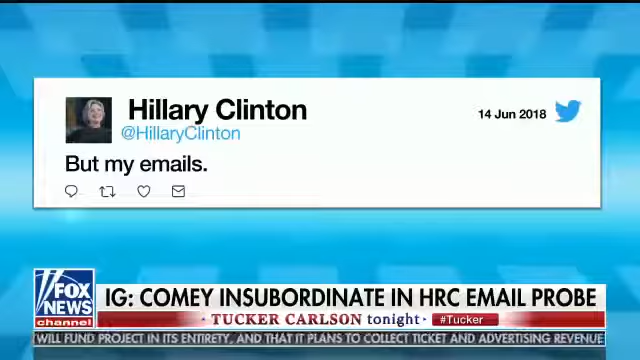 Hillary Clinton
14 Jun 2018
@HillaryClinton
But my emails.
FOX
NEWS
channel
IG: COMEY INSUBORDINATE IN HRC EMAIL PROBE
TUCKER CARLSON tonight #Tucker
WILL FUND PROJECT IN ITS ENTIRETY, AND THAT IT PLANS TO COLLECT TICKET AND ADVERTISING REVENUE